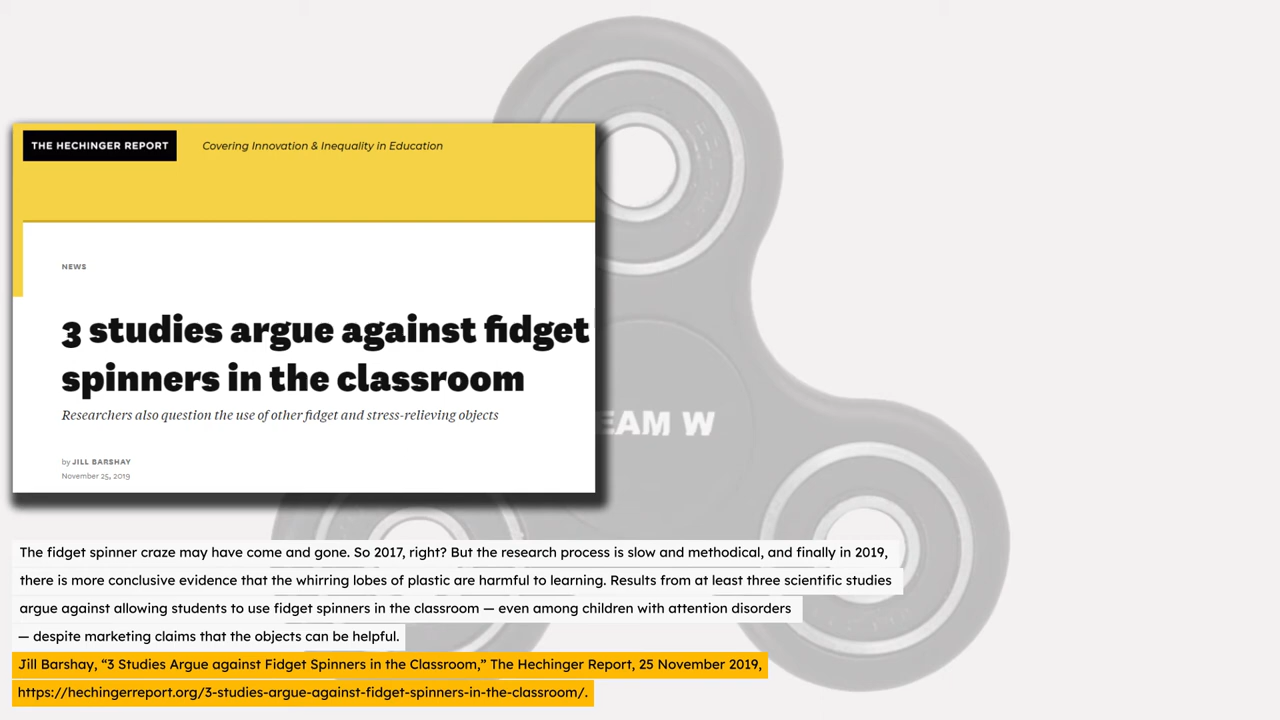 THE HECHINGER REPORT
Covering Innovation & Inequality in Education
NEWS
3 studies argue against fidget
spinners in the classroom
Researchers also question the use of other fidget and stress-relieving objects
by JILL BARSHAY
November 25, 2019
EAM W
The fidget spinner craze may have come and gone. So 2017, right? But the research process is slow and methodical, and finally in 2019,
there is more conclusive evidence that the whirring lobes of plastic are harmful to learning. Results from at least three scientific studies
argue against allowing students to use fidget spinners in the classroom — even among children with attention disorders
— despite marketing claims that the objects can be helpful.
Jill Barshay, “3 Studies Argue against Fidget Spinners in the Classroom,” The Hechinger Report, 25 November 2019,
https://hechingerreport.org/3-studies-argue-against-fidget-spinners-in-the-classroom/.